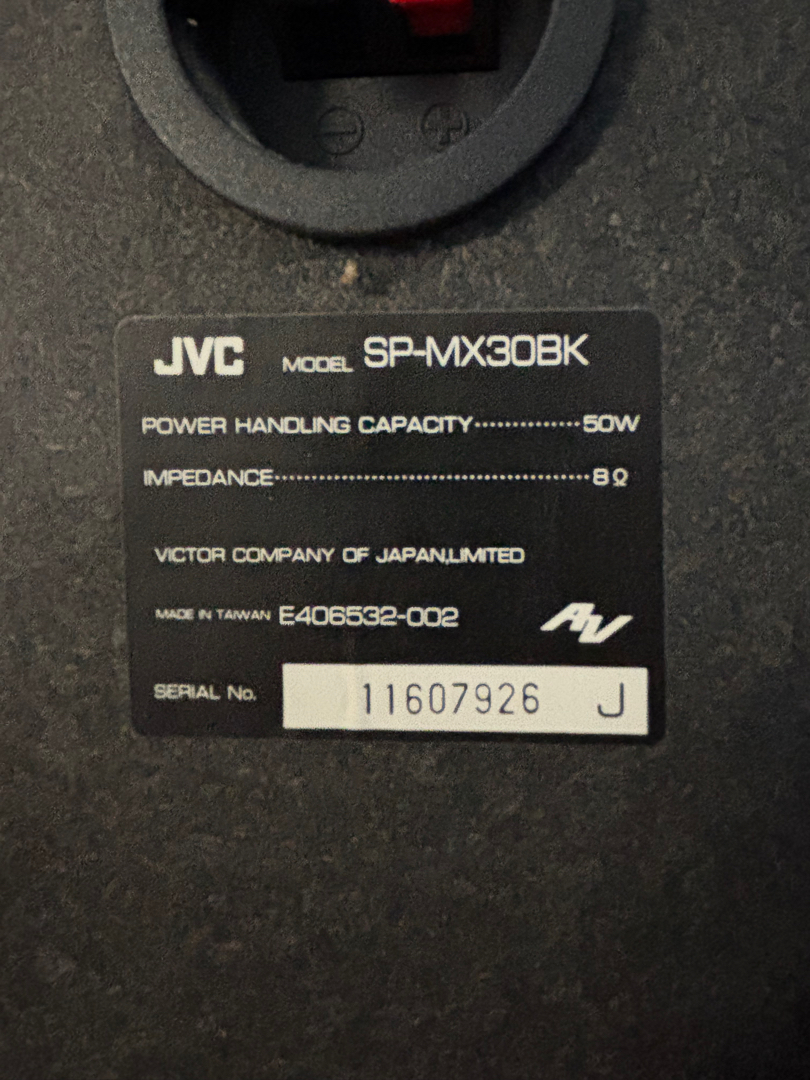 ⊖ ⊕
JVC MODEL SP-MX30BK
POWER HANDLING CAPACITY··············50W
IMPEDANCE·······································8Ω
VICTOR COMPANY OF JAPAN,LIMITED
MADE IN TAIWAN E406532-002 AV
SERIAL No. 11607926 J